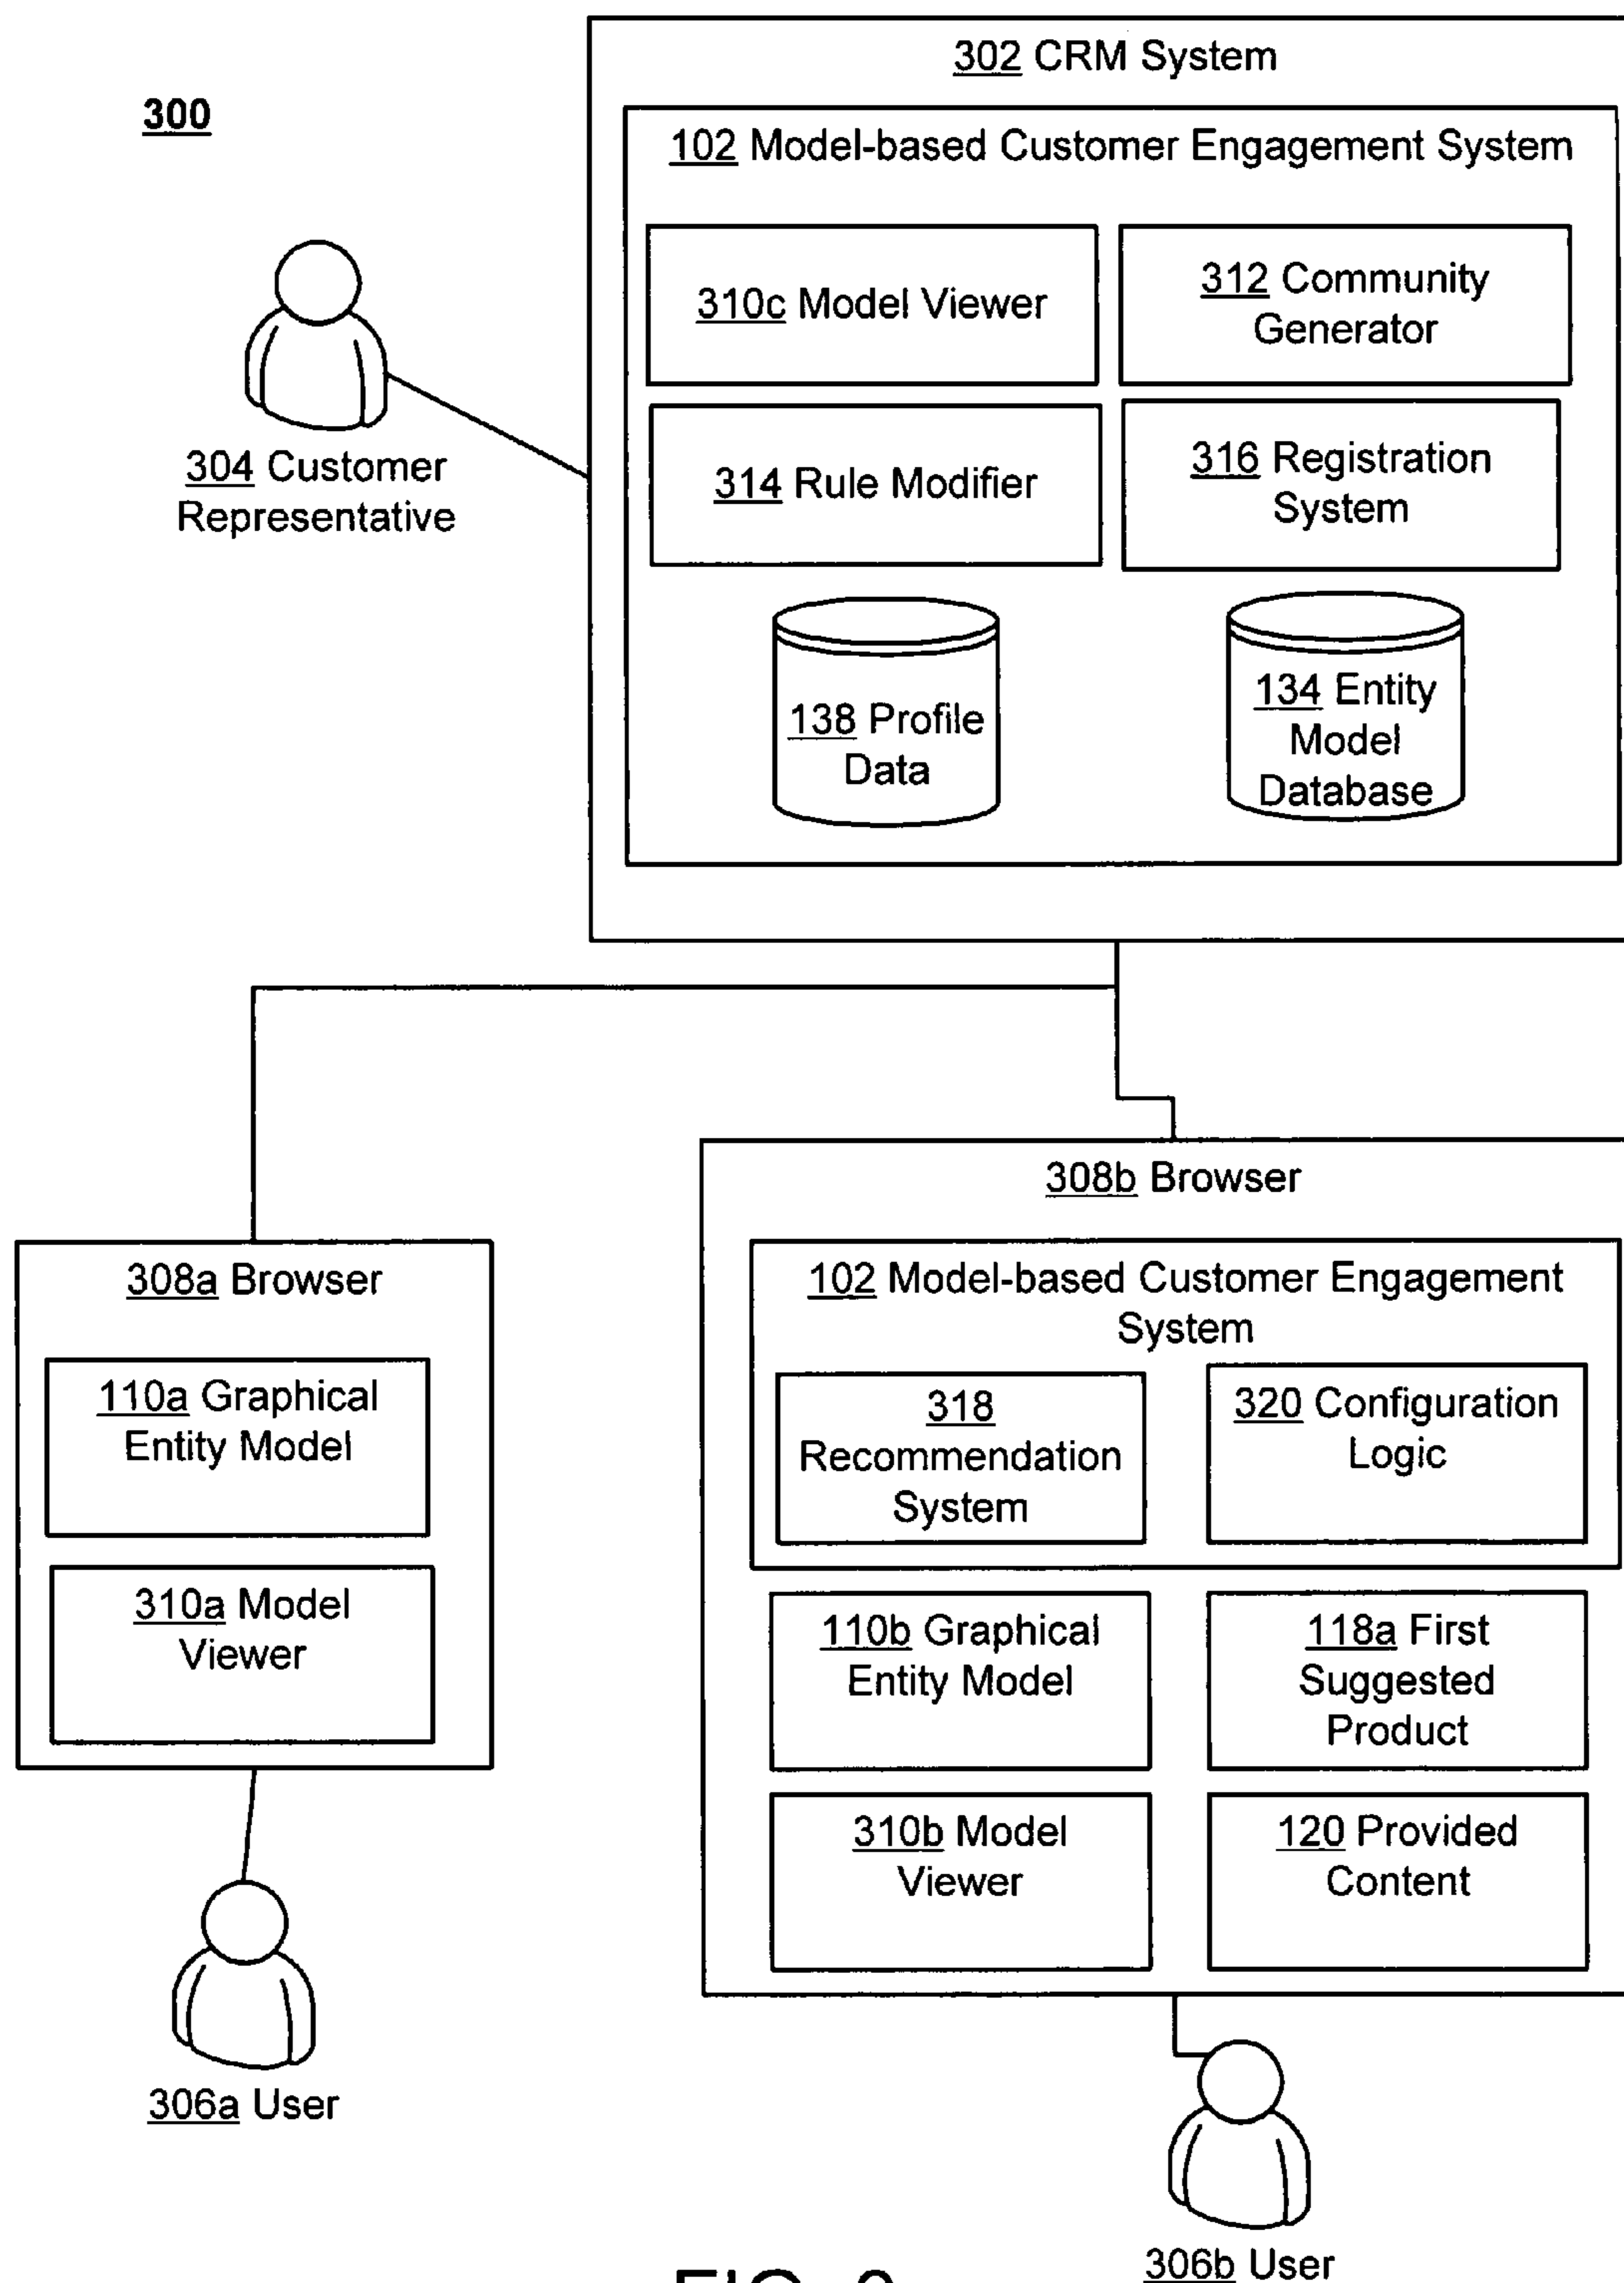 302 CRM System
300
102 Model-based Customer Engagement System
310c Model Viewer
312 Community
Generator
314 Rule Modifier
316 Registration
System
304 Customer
Representative
138 Profile
Data
134 Entity
Model
Database
308b Browser
308a Browser
102 Model-based Customer Engagement
System
110a Graphical
Entity Model
318
Recommendation
System
320 Configuration
Logic
310a Model
Viewer
110b Graphical
Entity Model
118a First
Suggested
Product
310b Model
Viewer
120 Provided
Content
306a User
306b User
FIG.